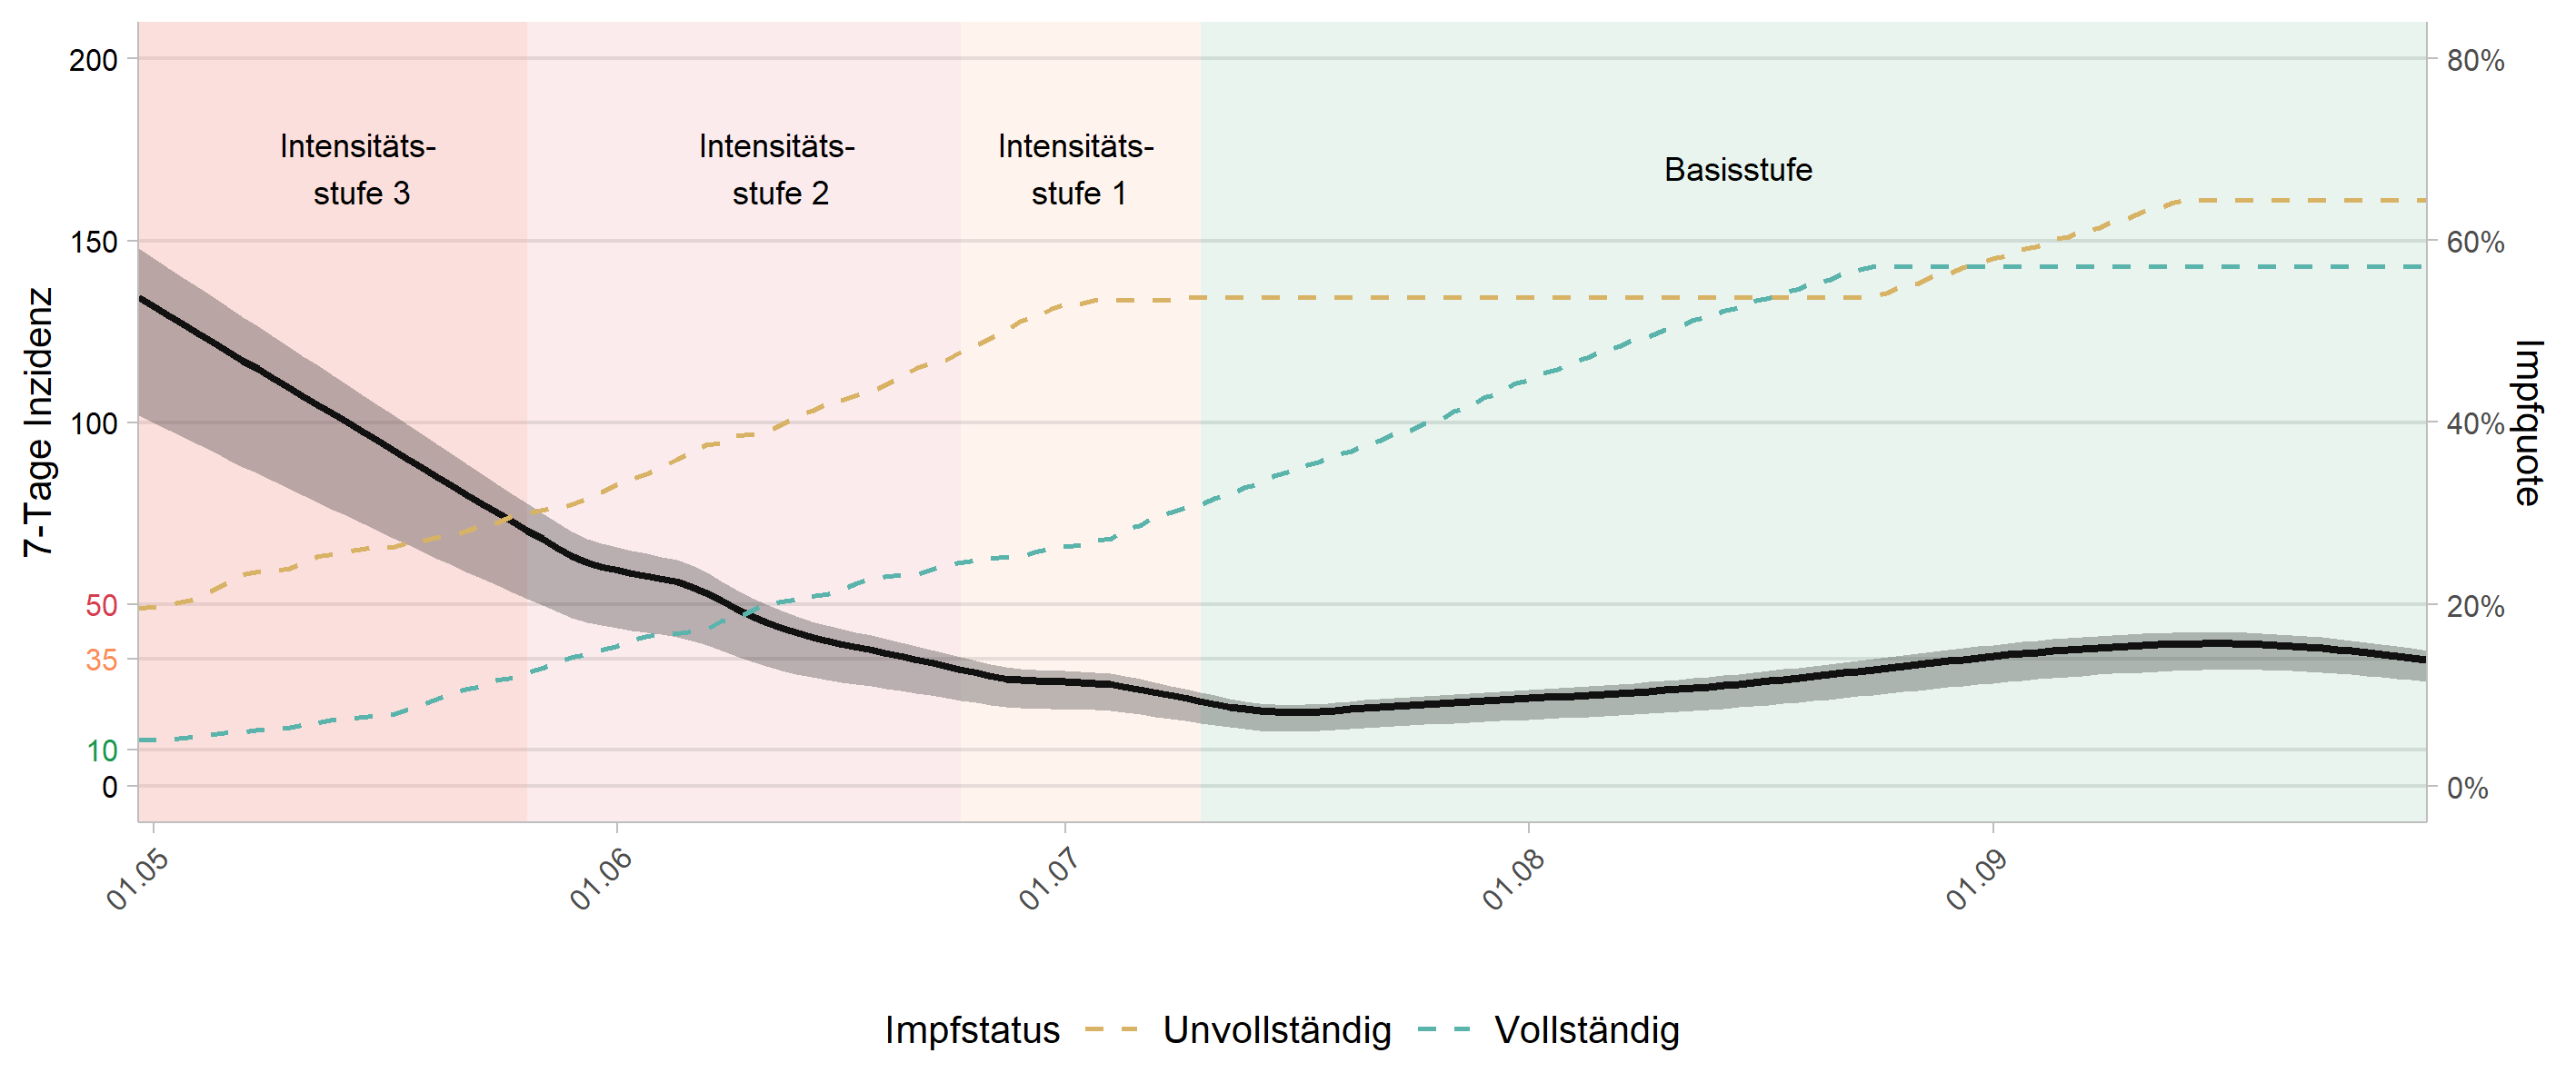 200
150
100
50
35
10
0
7-Tage Inzidenz
Intensitäts-
stufe 3
Intensitäts-
stufe 2
Intensitäts-
stufe 1
Basisstufe
80%
60%
40%
20%
0%
Impfquote
01.05
01.06
01.07
01.08
01.09
Impfstatus Unvollständig Vollständig